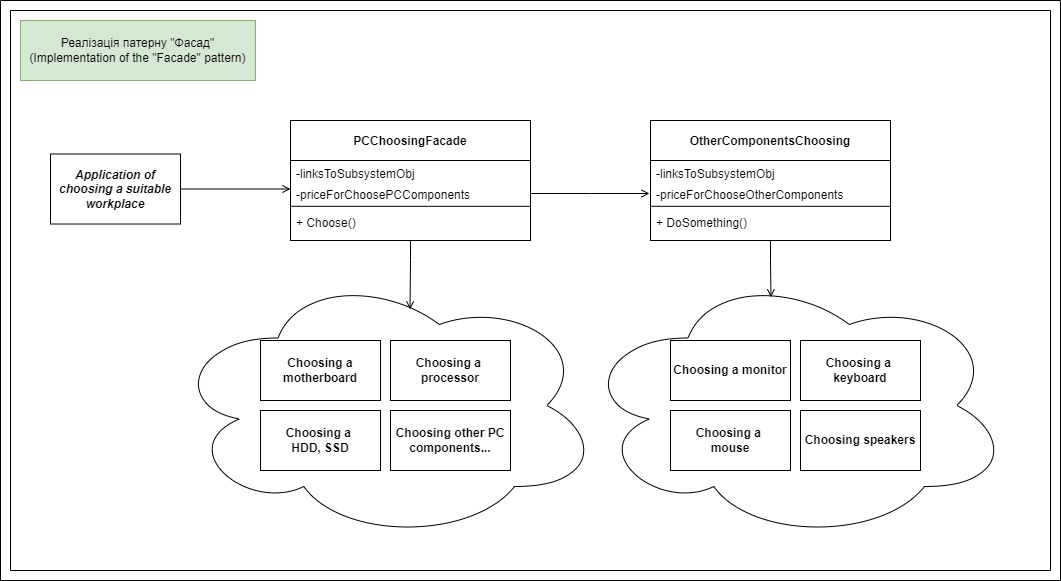 Реалізація патерну "Фасад"
(Implementation of the "Facade" pattern)
Application of
choosing a suitable
workplace
PCChoosingFacade
-linksToSubsystemObj
-priceForChoosePCComponents
+ Choose()
OtherComponentsChoosing
-linksToSubsystemObj
-priceForChooseOtherComponents
+ DoSomething()
Choosing a
motherboard
Choosing a
processor
Choosing a
HDD, SSD
Choosing other PC
components...
Choosing a monitor
Choosing a
keyboard
Choosing a
mouse
Choosing speakers